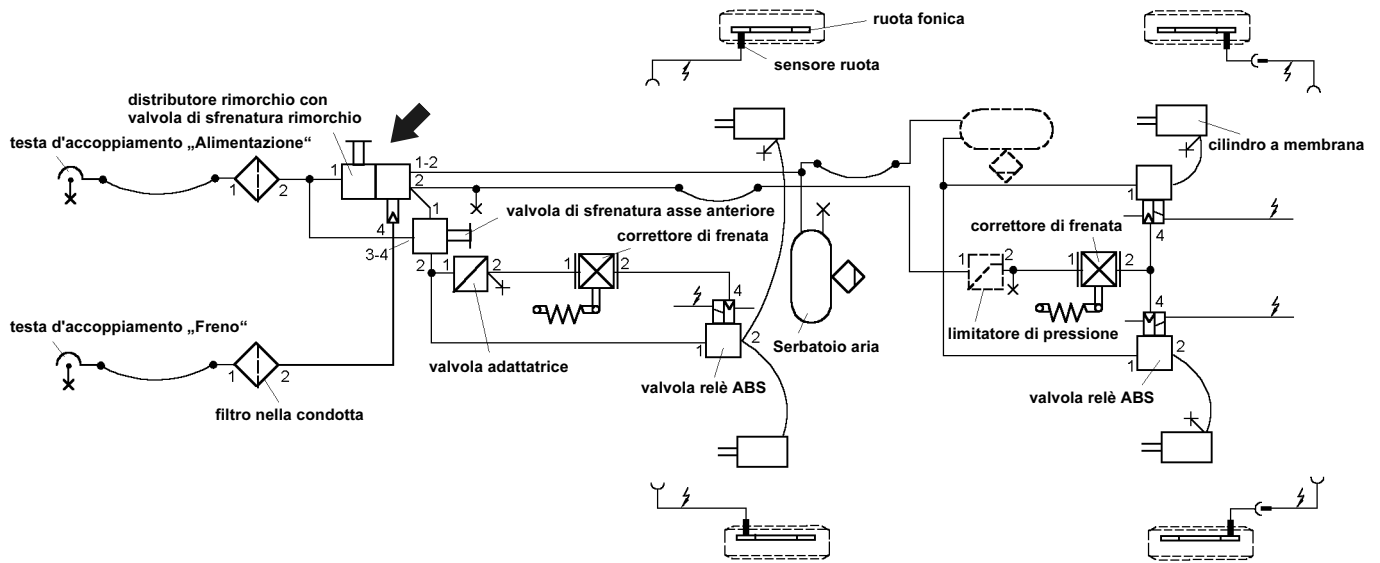 ruota fonica
sensore ruota
distributore rimorchio con
valvola di sfrenatura rimorchio
testa d'accoppiamento „Alimentazione“
cilindro a membrana
1
2
1
1-2
2
1
4
3-4
2
valvola di sfrenatura asse anteriore
correttore di frenata
1
2
1
2
4
1
2
Serbatoio aria
valvola adattatrice
valvola relè ABS
testa d'accoppiamento „Freno“
1
2
filtro nella condotta
1
4
correttore di frenata
1
2
1
2
4
limitatore di pressione
1
2
valvola relè ABS